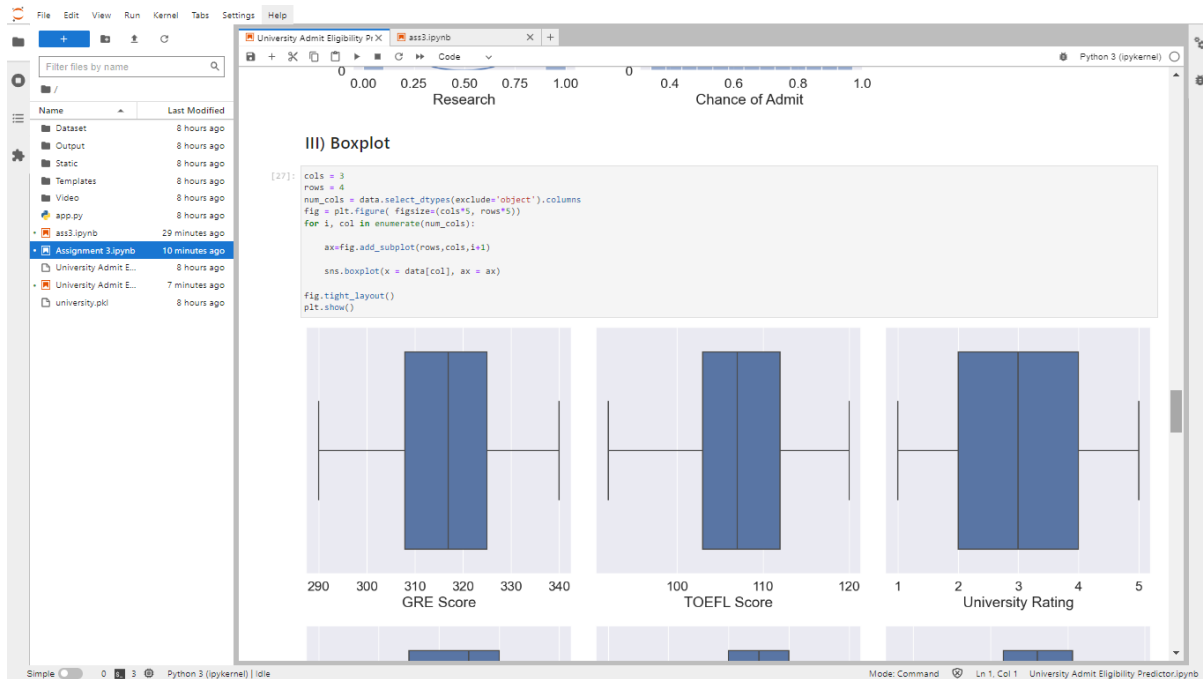 File Edit View Run Kernel Tabs Settings Help
Filter files by name
/
Name Last Modified
Dataset 8 hours ago
Output 8 hours ago
Static 8 hours ago
Templates 8 hours ago
Video 8 hours ago
app.py 8 hours ago
ass3.ipynb 29 minutes ago
Assignment 3.ipynb 10 minutes ago
University Admit E... 8 hours ago
University Admit E... 7 minutes ago
university.pkl 8 hours ago
University Admit Eligibility Pr X ass3.ipynb X +
Code Python 3 (ipykernel)
0 0
0.00 0.25 0.50 0.75 1.00 0.4 0.6 0.8 1.0
Research Chance of Admit
III) Boxplot
[27]: cols = 3
rows = 4
num_cols = data.select_dtypes(exclude='object').columns
fig = plt.figure( figsize=(cols*5, rows*5))
for i, col in enumerate(num_cols):
ax=fig.add_subplot(rows,cols,i+1)
sns.boxplot(x = data[col], ax = ax)
fig.tight_layout()
plt.show()
290 300 310 320 330 340 100 110 120 1 2 3 4 5
GRE Score TOEFL Score University Rating
Simple 0 3 Python 3 (ipykernel) | Idle Mode: Command Ln 1, Col 1 University Admit Eligibility Predictor.ipynb